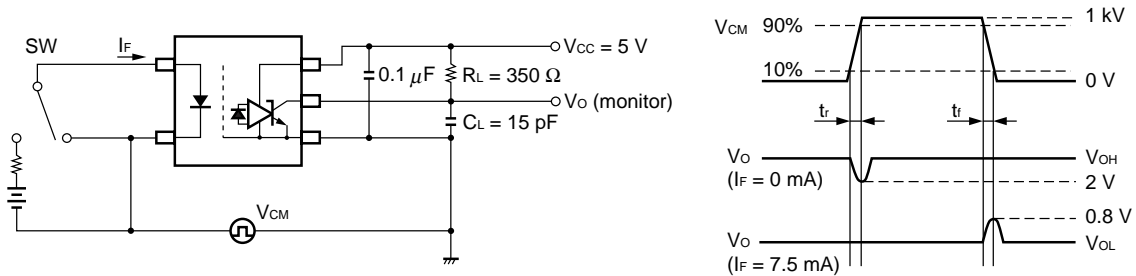 SW
IF
VCC = 5 V
0.1 μF
RL = 350 Ω
VO (monitor)
CL = 15 pF
VCM
VCM 90%
1 kV
10%
0 V
tr
tf
VO
(IF = 0 mA)
VOH
2 V
0.8 V
VO
(IF = 7.5 mA)
VOL